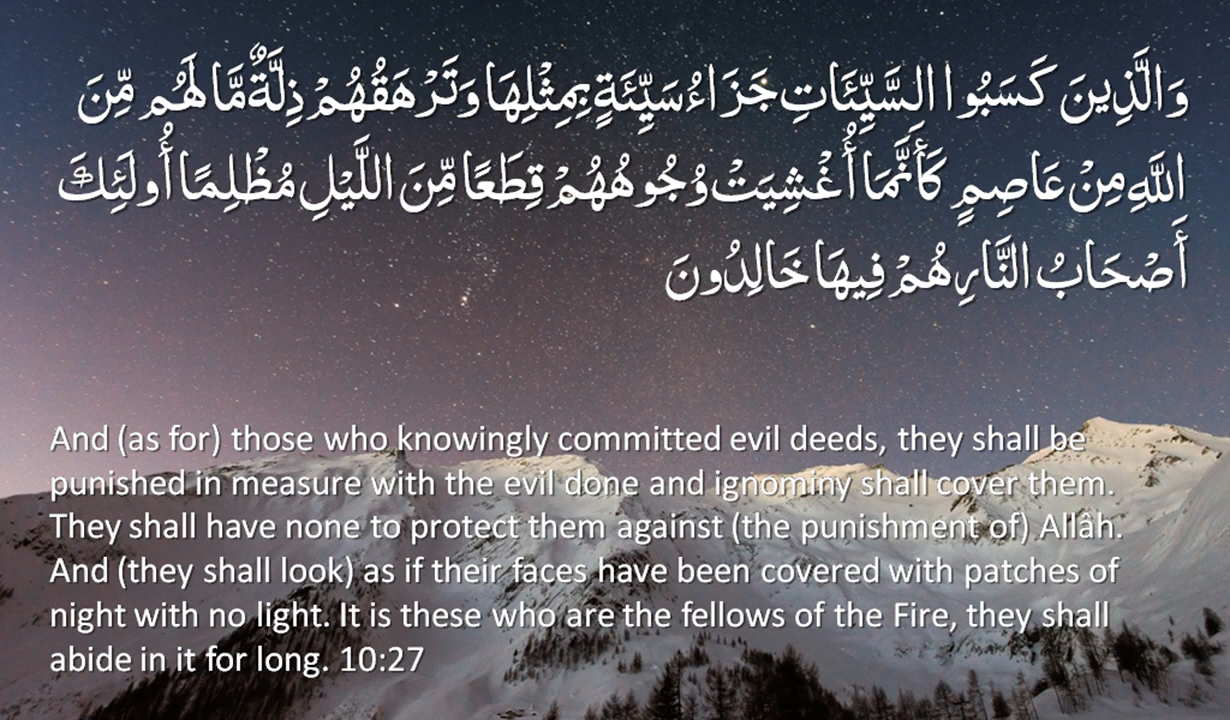 وَالَّذِينَ كَسَبُوا السَّيِّئَاتِ جَزَاءُ سَيِّئَةٍ بِمِثْلِهَا وَتَرْهَقُهُمْ ذِلَّةٌ مَّا لَهُم مِّنَ
اللَّهِ مِنْ عَاصِمٍ كَأَنَّمَا أُغْشِيَتْ وُجُوهُهُمْ قِطَعًا مِّنَ اللَّيْلِ مُظْلِمًا أُولَئِكَ
أَصْحَابُ النَّارِ هُمْ فِيهَا خَالِدُونَ
And (as for) those who knowingly committed evil deeds, they shall be
punished in measure with the evil done and ignominy shall cover them.
They shall have none to protect them against (the punishment of) Allâh.
And (they shall look) as if their faces have been covered with patches of
night with no light. It is these who are the fellows of the Fire, they shall
abide in it for long. 10:27